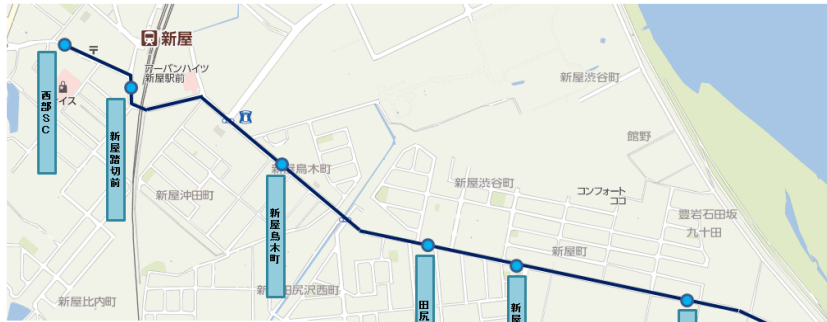 新屋
〒
アーバンハイツ
新屋駅前
イス
西部SC
新屋踏切前
新屋渋谷町
館野
新屋鳥木町
新屋沖田町
新屋渋谷町
コンフォート
ココ
豊岩石田坂
九十田
新屋鳥木町
新屋町
田尻沢西町
新屋比内町
田尻
新屋